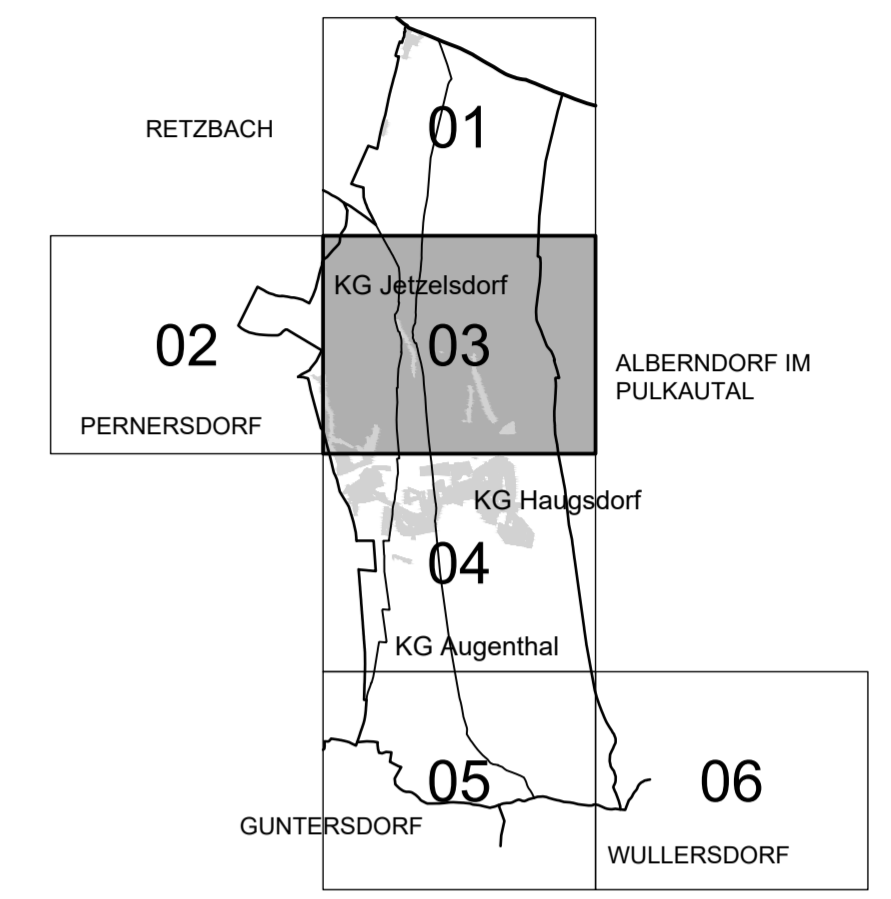 RETZBACH
01
KG Jetzelsdorf
02
03
ALBERNDORF IM
PULKAUTAL
PERNERSDORF
KG Haugsdorf
04
KG Augenthal
05
06
GUNTERSDORF
WULLERSDORF